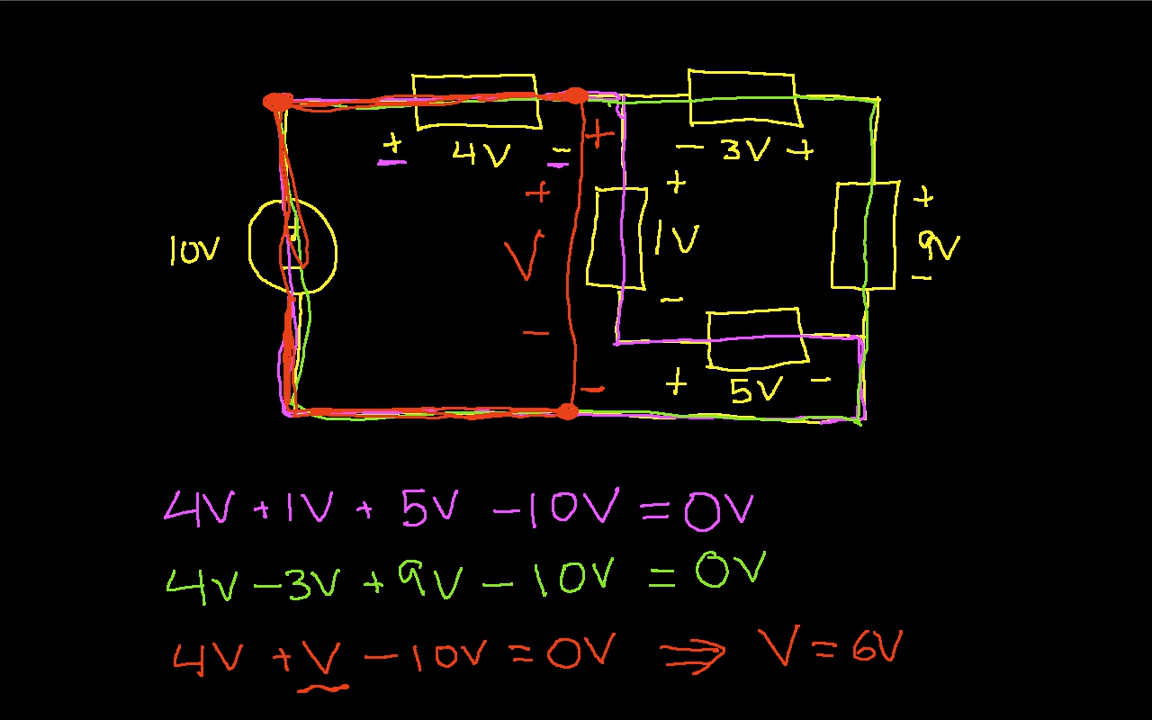 + 4V -
+
- 3V +
+
V
-
-
+
1V
-
+
9V
-
10V
+
-
+ 5V -
4V + 1V + 5V - 10V = 0V
4V - 3V + 9V - 10V = 0V
4V + V - 10V = 0V ⇒ V = 6V